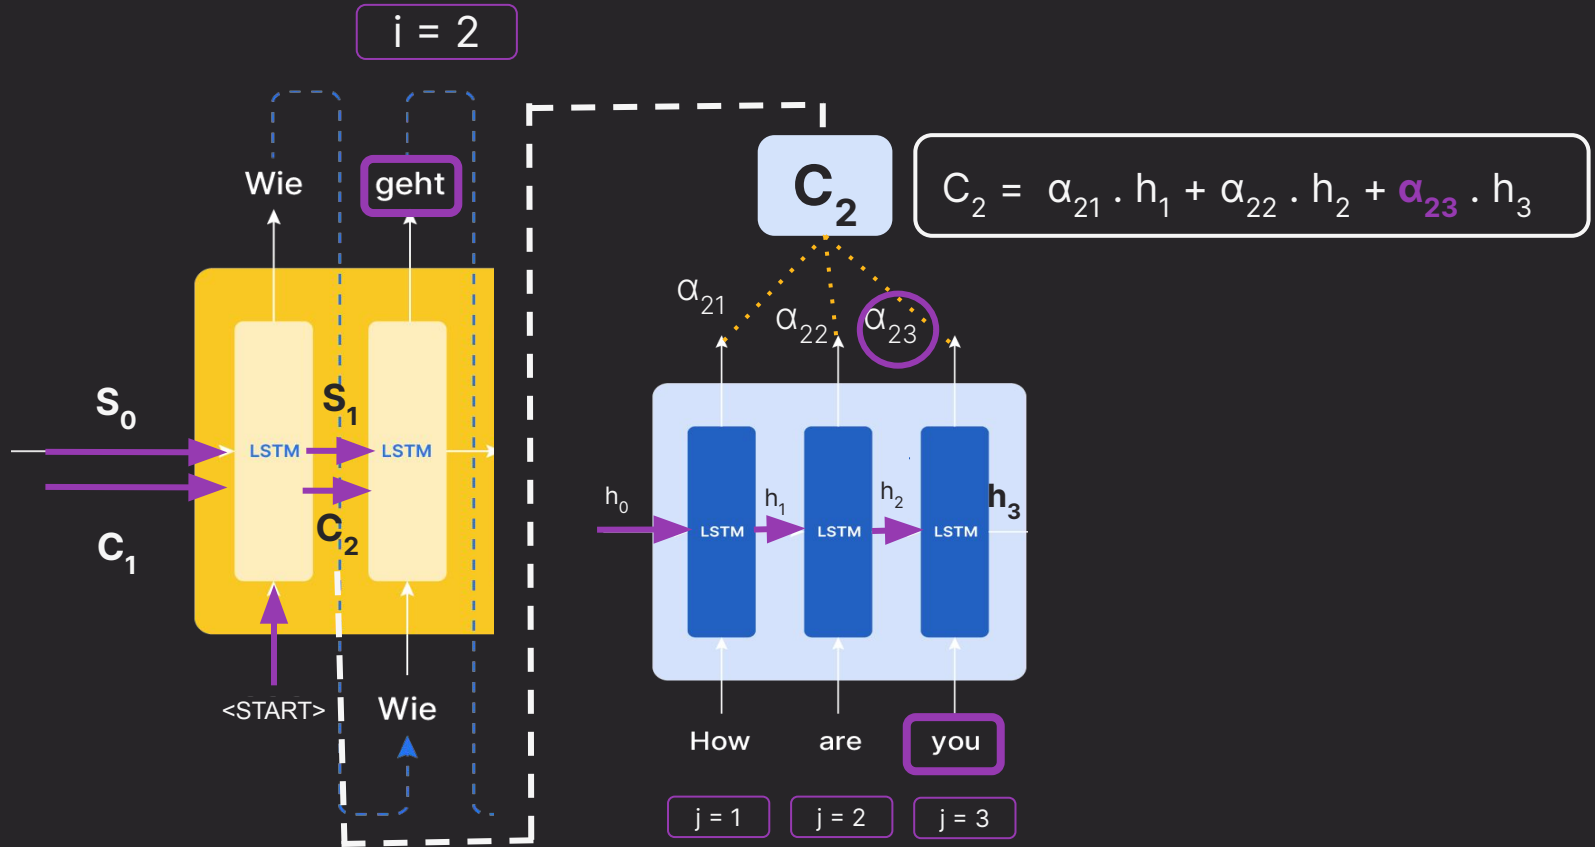 i = 2
Wie
geht
C₂
C₂ = α₂₁ . h₁ + α₂₂ . h₂ + α₂₃ . h₃
α₂₁
α₂₂
α₂₃
S₀
S₁
LSTM
LSTM
C₁
C₂
<START>
Wie
h₀
h₁
h₂
h₃
LSTM
LSTM
LSTM
How
are
you
j = 1
j = 2
j = 3